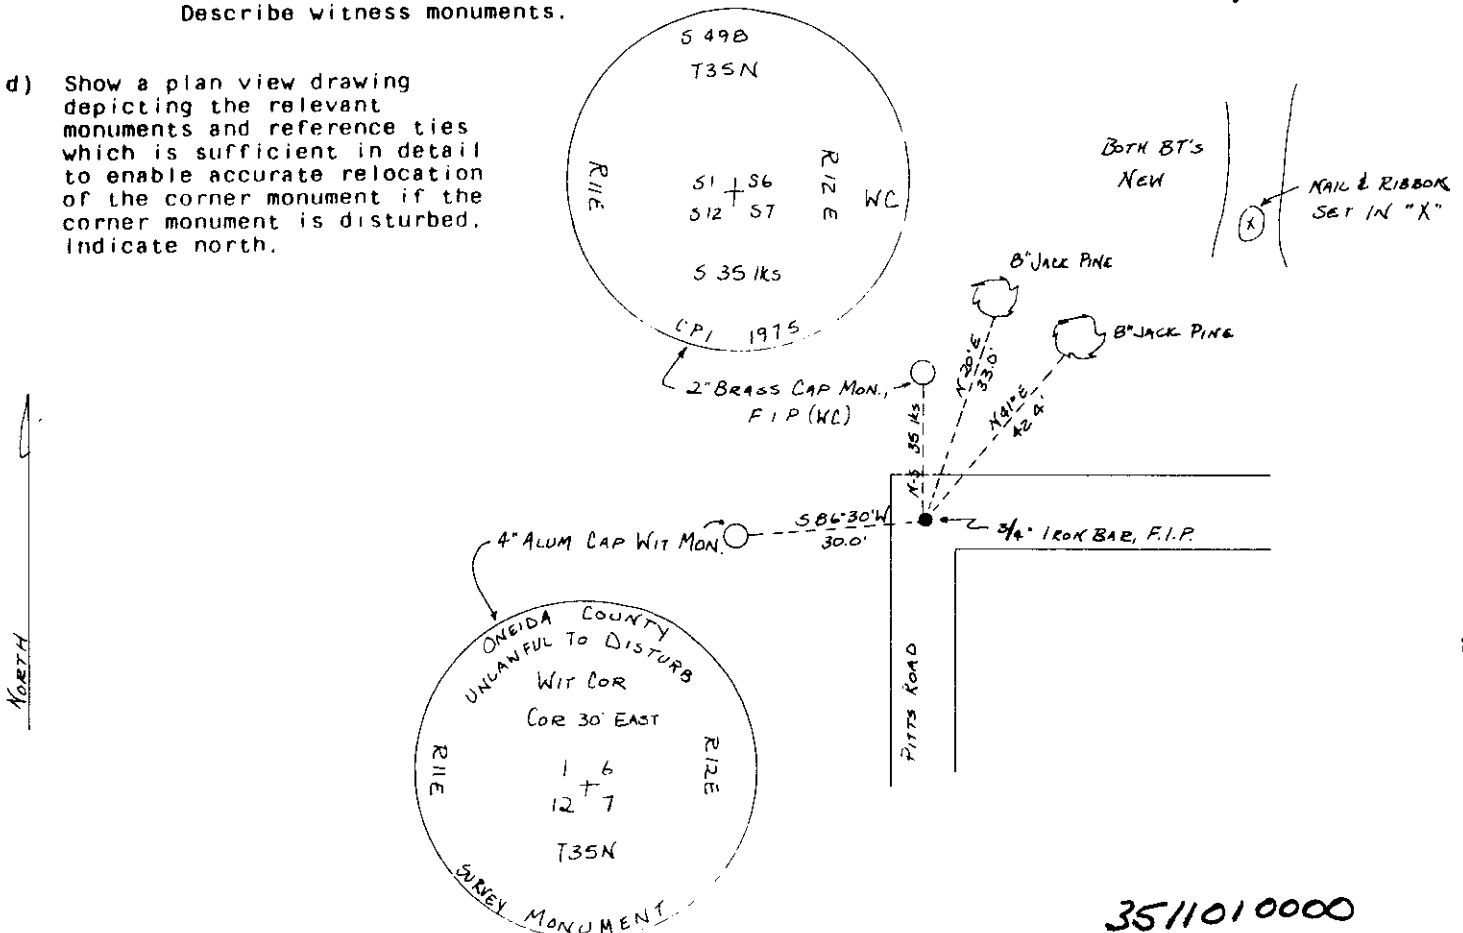 Describe witness monuments.
d) Show a plan view drawing
depicting the relevant
monuments and reference ties
which is sufficient in detail
to enable accurate relocation
of the corner monument if the
corner monument is disturbed.
Indicate north.
S 498
T35N
R11E
S1 S6
S12 S7
R12E
WC
S 35 lks
CPI 1975
2" BRASS CAP MON.,
F I P (WC)
BOTH BT'S
NEW
X
NAIL & RIBBON
SET IN "X"
8" JACK PINE
8" JACK PINE
N 20° E
33.0'
N 41° E
42.4'
N-S 35 lks
S 86°30' W
30.0'
3/4" IRON BAR, F.I.P.
4" ALUM CAP WIT MON.
PITTS ROAD
NORTH
ONEIDA COUNTY
UNLAWFUL TO DISTURB
WIT COR
COR 30' EAST
R11E
1 6
12 7
R12E
T35N
SURVEY MONUMENT
3511010000